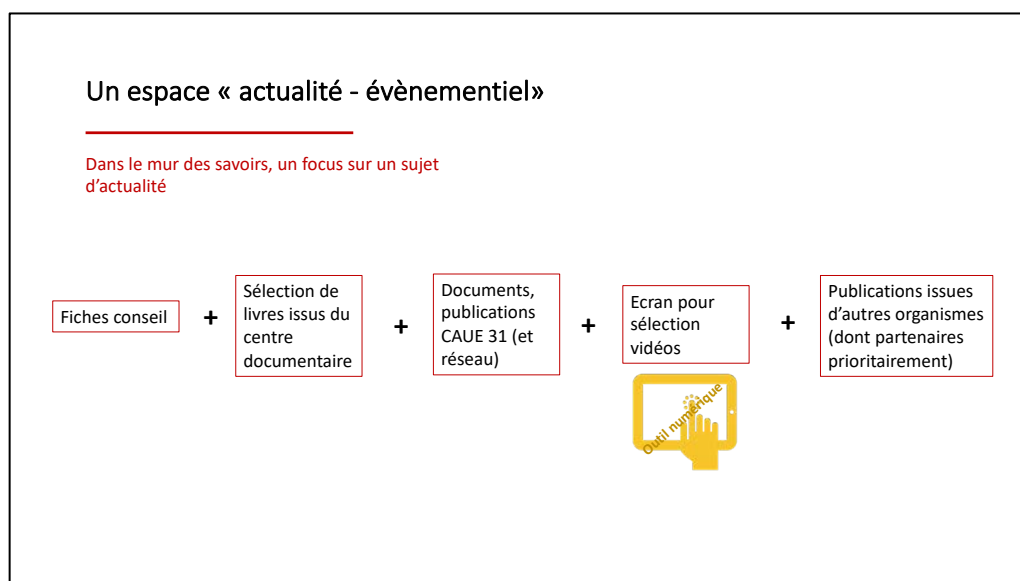 Un espace « actualité - évènementiel»
Dans le mur des savoirs, un focus sur un sujet
d’actualité
Fiches conseil
+
Sélection de
livres issus du
centre
documentaire
+
Documents,
publications
CAUE 31 (et
réseau)
+
Ecran pour
sélection
vidéos
+
Publications issues
d’autres organismes
(dont partenaires
prioritairement)
Outil numérique